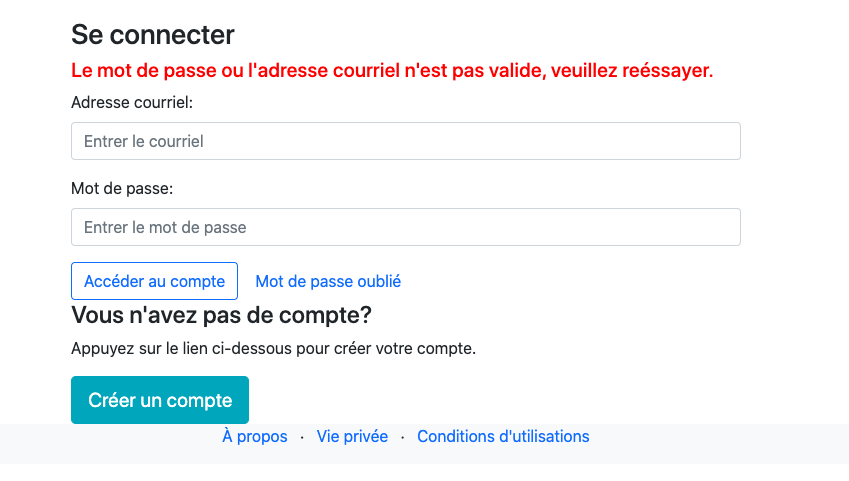 Se connecter
Le mot de passe ou l'adresse courriel n'est pas valide, veuillez reéssayer.
Adresse courriel:
Entrer le courriel
Mot de passe:
Entrer le mot de passe
Accéder au compte Mot de passe oublié
Vous n'avez pas de compte?
Appuyez sur le lien ci-dessous pour créer votre compte.
Créer un compte
À propos · Vie privée · Conditions d'utilisations